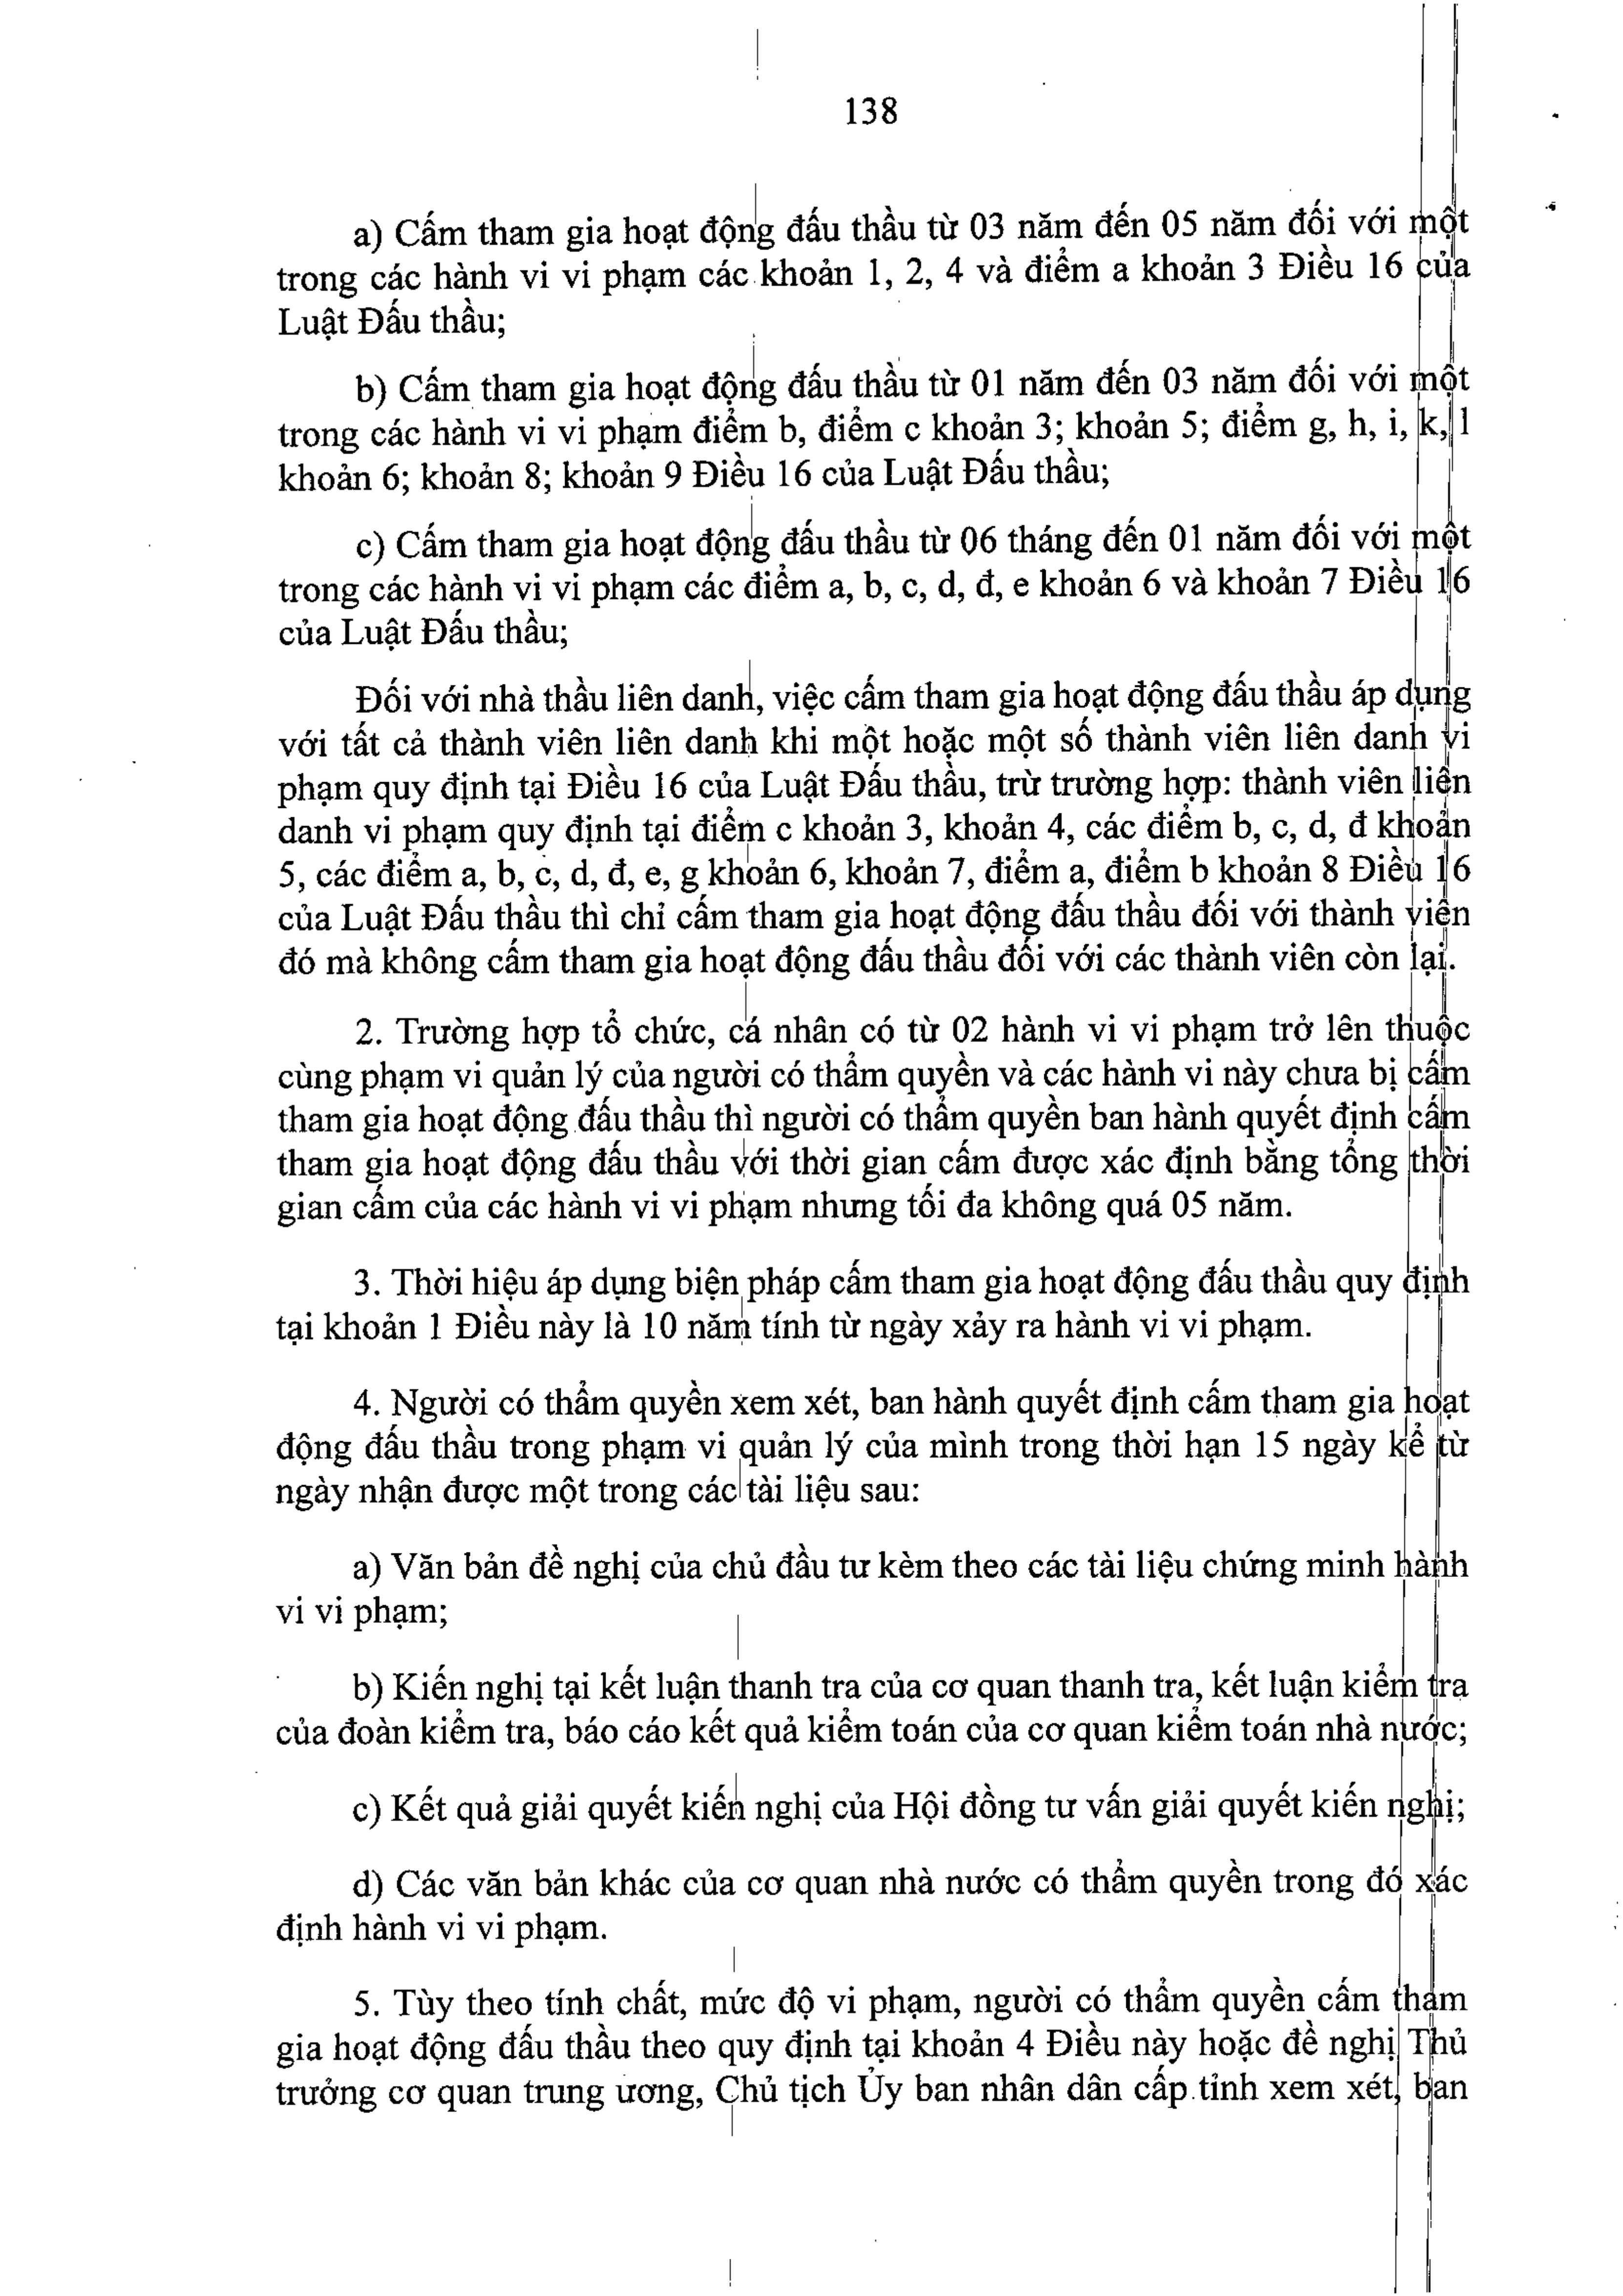 138
a) Cấm tham gia hoạt động đấu thầu từ 03 năm đến 05 năm đối với một
trong các hành vi vi phạm các khoản 1, 2, 4 và điểm a khoản 3 Điều 16 của
Luật Đấu thầu;
b) Cấm tham gia hoạt động đấu thầu từ 01 năm đến 03 năm đối với một
trong các hành vi vi phạm điểm b, điểm c khoản 3; khoản 5; điểm g, h, i, k, l
khoản 6; khoản 8; khoản 9 Điều 16 của Luật Đấu thầu;
c) Cấm tham gia hoạt động đấu thầu từ 06 tháng đến 01 năm đối với một
trong các hành vi vi phạm các điểm a, b, c, d, đ, e khoản 6 và khoản 7 Điều 16
của Luật Đấu thầu;
Đối với nhà thầu liên danh, việc cấm tham gia hoạt động đấu thầu áp dụng
với tất cả thành viên liên danh khi một hoặc một số thành viên liên danh vi
phạm quy định tại Điều 16 của Luật Đấu thầu, trừ trường hợp: thành viên liên
danh vi phạm quy định tại điểm c khoản 3, khoản 4, các điểm b, c, d, đ khoản
5, các điểm a, b, c, d, đ, e, g khoản 6, khoản 7, điểm a, điểm b khoản 8 Điều 16
của Luật Đấu thầu thì chỉ cấm tham gia hoạt động đấu thầu đối với thành viên
đó mà không cấm tham gia hoạt động đấu thầu đối với các thành viên còn lại.
2. Trường hợp tổ chức, cá nhân có từ 02 hành vi vi phạm trở lên thuộc
cùng phạm vi quản lý của người có thẩm quyền và các hành vi này chưa bị cấm
tham gia hoạt động đấu thầu thì người có thẩm quyền ban hành quyết định cấm
tham gia hoạt động đấu thầu với thời gian cấm được xác định bằng tổng thời
gian cấm của các hành vi vi phạm nhưng tối đa không quá 05 năm.
3. Thời hiệu áp dụng biện pháp cấm tham gia hoạt động đấu thầu quy định
tại khoản 1 Điều này là 10 năm tính từ ngày xảy ra hành vi vi phạm.
4. Người có thẩm quyền xem xét, ban hành quyết định cấm tham gia hoạt
động đấu thầu trong phạm vi quản lý của mình trong thời hạn 15 ngày kể từ
ngày nhận được một trong các tài liệu sau:
a) Văn bản đề nghị của chủ đầu tư kèm theo các tài liệu chứng minh hành
vi vi phạm;
b) Kiến nghị tại kết luận thanh tra của cơ quan thanh tra, kết luận kiểm tra
của đoàn kiểm tra, báo cáo kết quả kiểm toán của cơ quan kiểm toán nhà nước;
c) Kết quả giải quyết kiến nghị của Hội đồng tư vấn giải quyết kiến nghị;
d) Các văn bản khác của cơ quan nhà nước có thẩm quyền trong đó xác
định hành vi vi phạm.
5. Tùy theo tính chất, mức độ vi phạm, người có thẩm quyền cấm tham
gia hoạt động đấu thầu theo quy định tại khoản 4 Điều này hoặc đề nghị Thủ
trưởng cơ quan trung ương, Chủ tịch Ủy ban nhân dân cấp tỉnh xem xét, ban